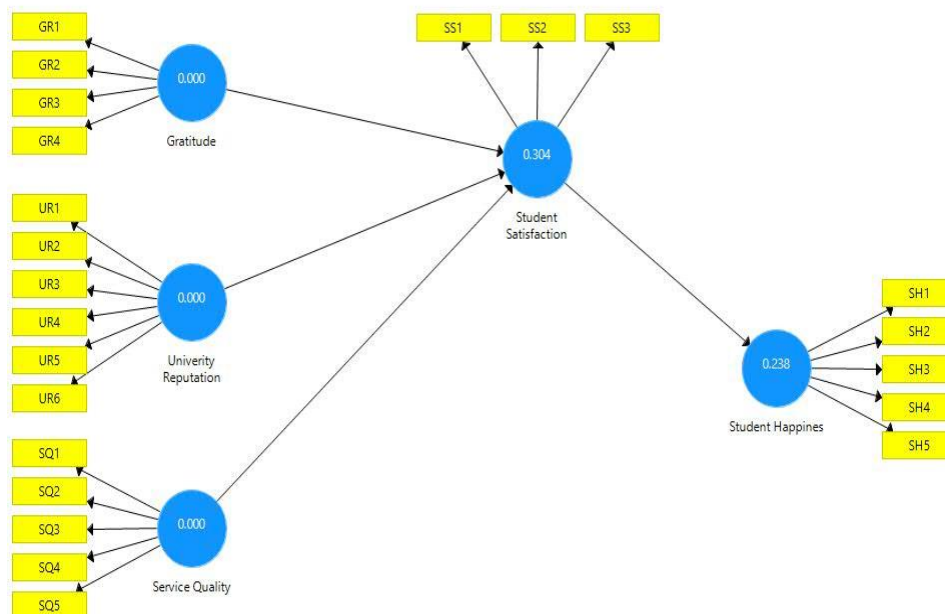 GR1
GR2
GR3
GR4
0.000
Gratitude
SS1
SS2
SS3
0.304
Student
Satisfaction
UR1
UR2
UR3
UR4
UR5
UR6
0.000
Univerity
Reputation
SH1
SH2
SH3
SH4
SH5
0.238
Student Happines
SQ1
SQ2
SQ3
SQ4
SQ5
0.000
Service Quality